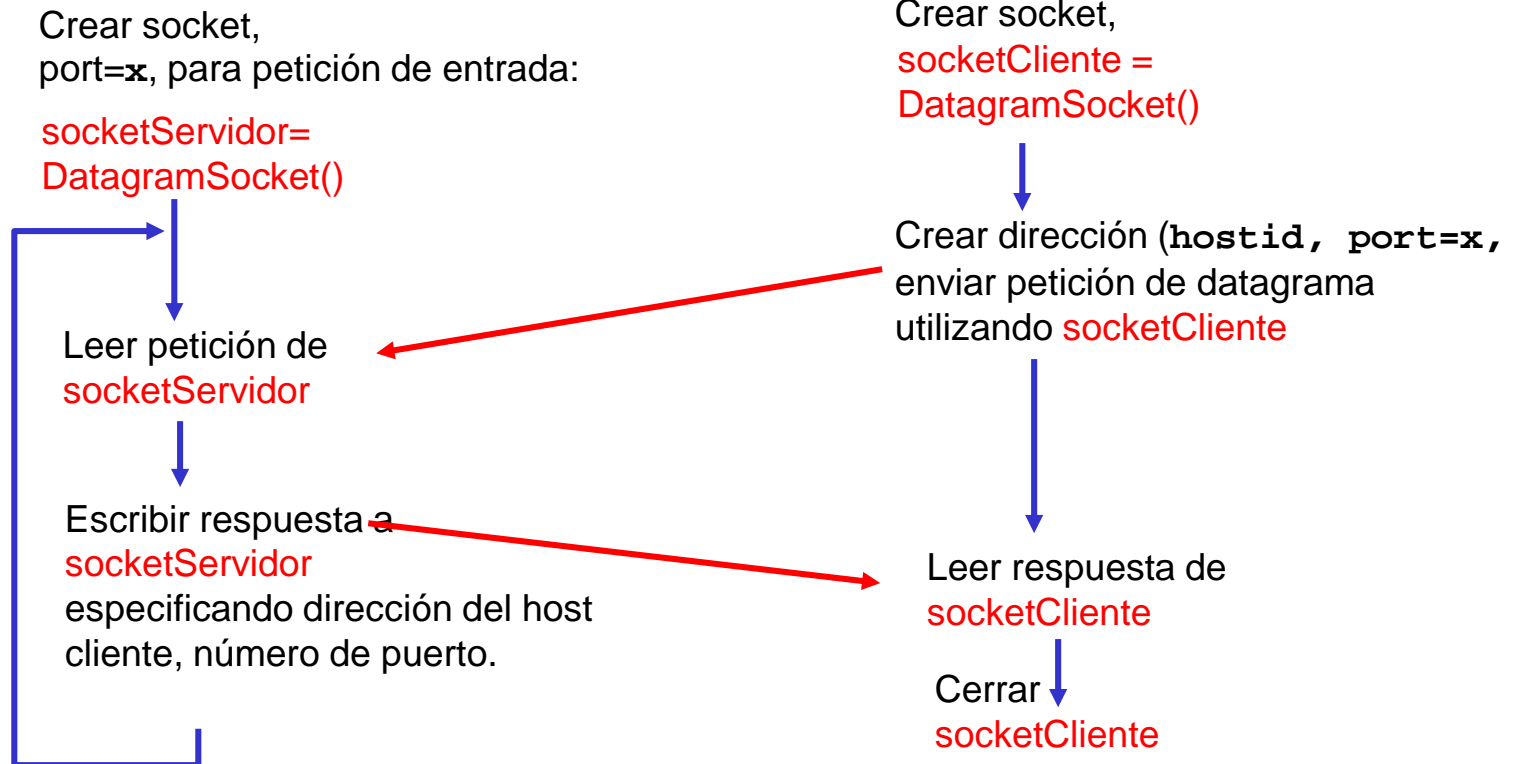 Crear socket,
port=x, para petición de entrada:
socketServidor=
DatagramSocket()
Leer petición de
socketServidor
Escribir respuesta a
socketServidor
especificando dirección del host
cliente, número de puerto.
Crear socket,
socketCliente =
DatagramSocket()
Crear dirección (hostid, port=x,
enviar petición de datagrama
utilizando socketCliente
Leer respuesta de
socketCliente
Cerrar
socketCliente